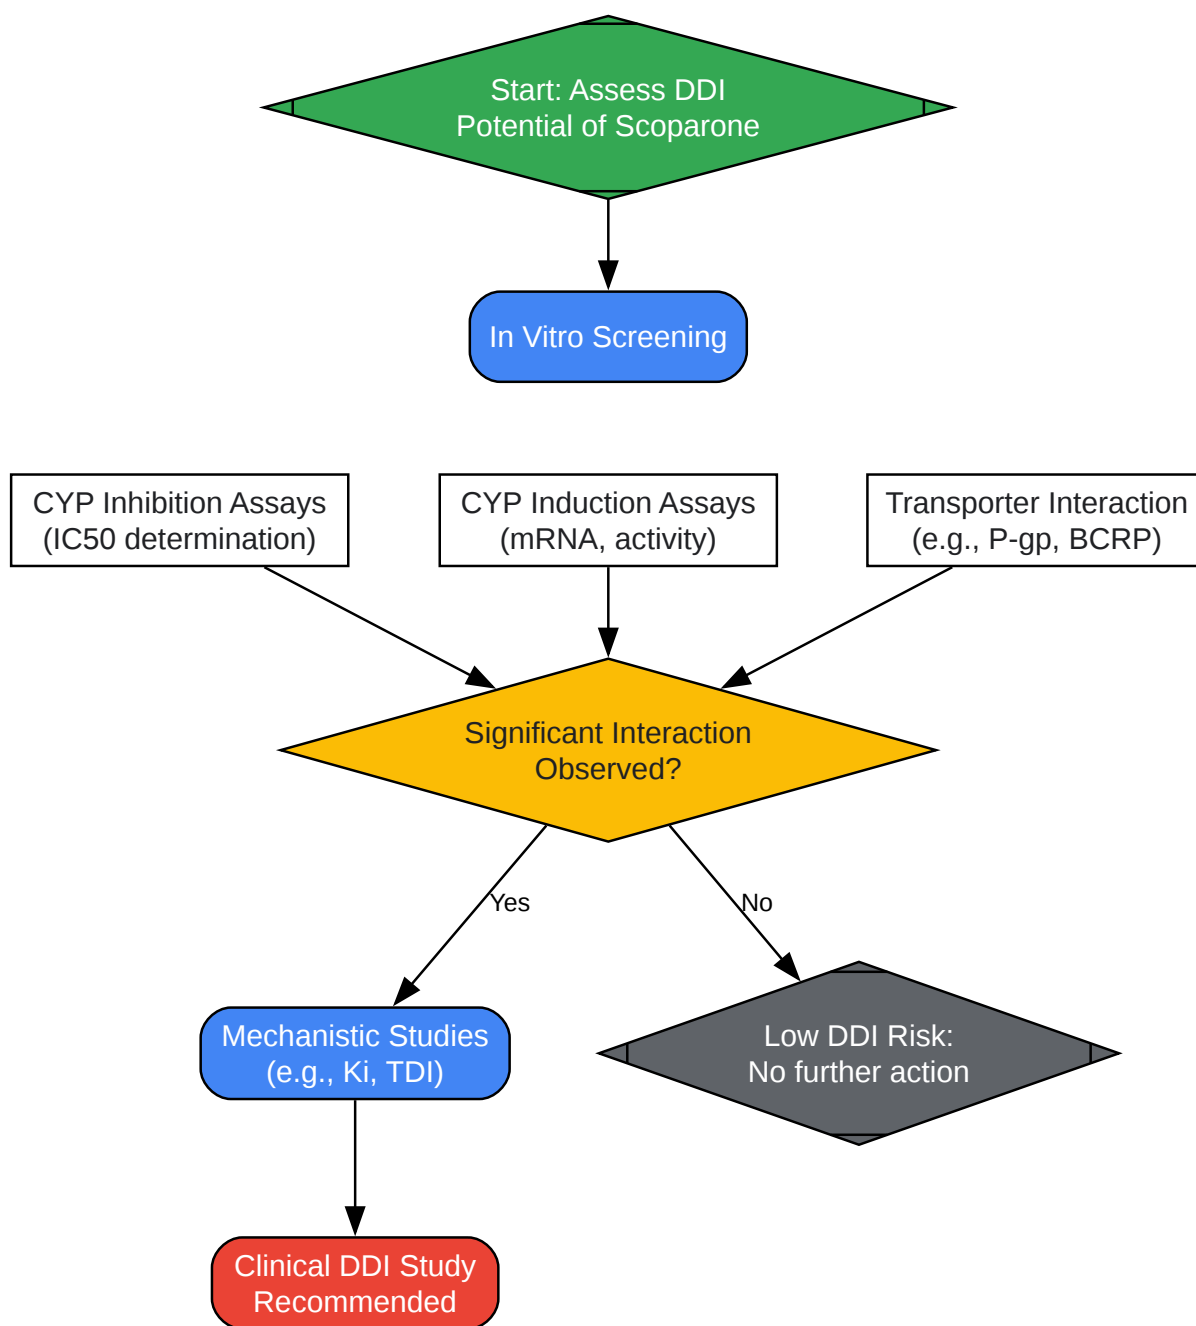 Start: Assess DDI
Potential of Scoparone
In Vitro Screening
CYP Inhibition Assays
(IC50 determination)
CYP Induction Assays
(mRNA, activity)
Transporter Interaction
(e.g., P-gp, BCRP)
Significant Interaction
Observed?
Yes
No
Mechanistic Studies
(e.g., Ki, TDI)
Low DDI Risk:
No further action
Clinical DDI Study
Recommended